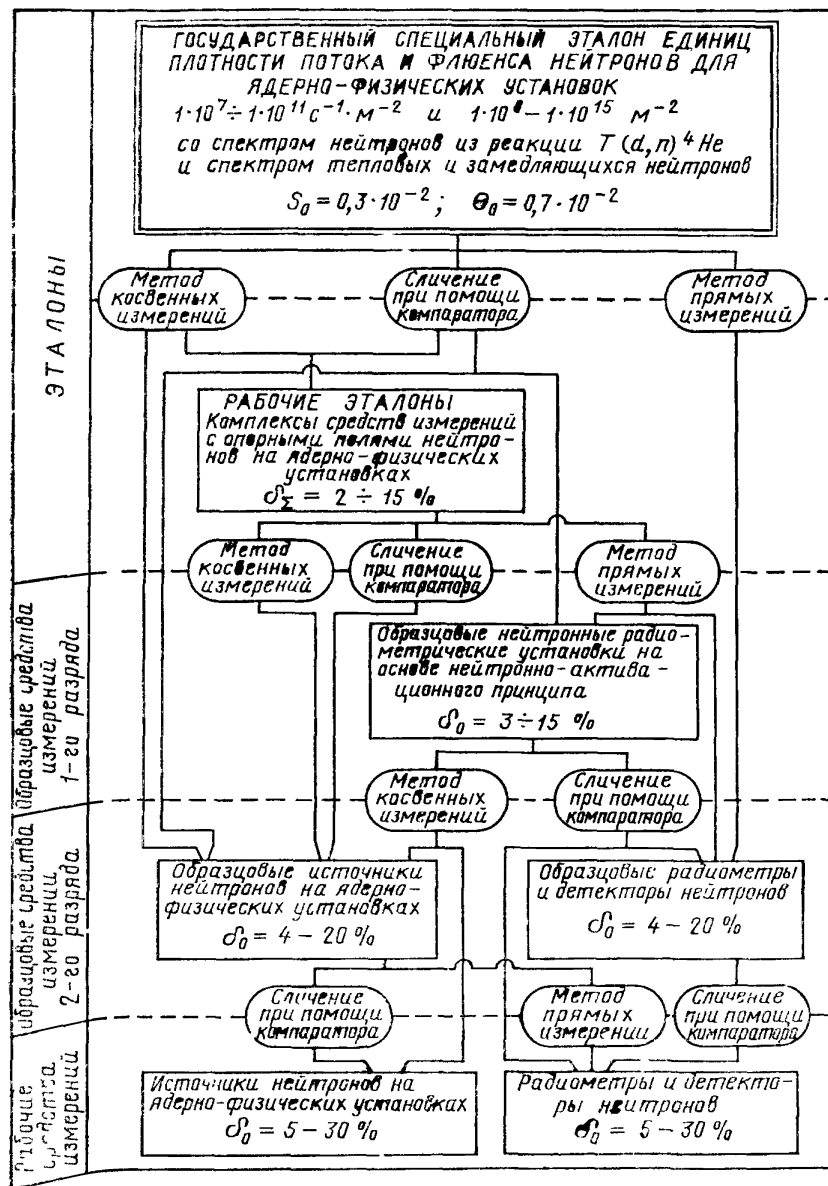 ГОСУДАРСТВЕННЫЙ СПЕЦИАЛЬНЫЙ ЭТАЛОН ЕДИНИЦ
ПЛОТНОСТИ ПОТОКА И ФЛЮЕНСА НЕЙТРОНОВ ДЛЯ
ЯДЕРНО-ФИЗИЧЕСКИХ УСТАНОВОК
1·10⁷÷1·10¹¹ с⁻¹·м⁻² и 1·10⁸−1·10¹⁵ м⁻²
со спектром нейтронов из реакции T(d,n)⁴He
и спектром тепловых и замедляющихся нейтронов
S₀ = 0,3·10⁻²; Θ₀ = 0,7·10⁻²
ЭТАЛОНЫ
Метод
косвенных
измерений
Сличение
при помощи
компаратора
Метод
прямых
измерений
РАБОЧИЕ ЭТАЛОНЫ
Комплексы средств измерений
с опорными полями нейтро-
нов на ядерно-физических
установках
δ_Σ = 2 ÷ 15 %
Метод
косвенных
измерений
Сличение
при помощи
компаратора
Метод
прямых
измерений
Образцовые средства
измерений
1-го разряда
Образцовые нейтронные радио-
метрические установки на
основе нейтронно-актива-
ционного принципа
δ₀ = 3÷15 %
Метод
косвенных
измерений
Сличение
при помощи
компаратора
Образцовые средства
измерений
2-го разряда
Образцовые источники
нейтронов на ядерно-
физических установках
δ₀ = 4 − 20 %
Образцовые радиометры
и детекторы нейтронов
δ₀ = 4 − 20 %
Сличение
при помощи
компаратора
Метод
прямых
измерений
Сличение
при помощи
компаратора
Рабочие
средства
измерений
Источники нейтронов на
ядерно-физических установках
δ₀ = 5 − 30 %
Радиометры и детекто-
ры нейтронов
δ₀ = 5 − 30 %